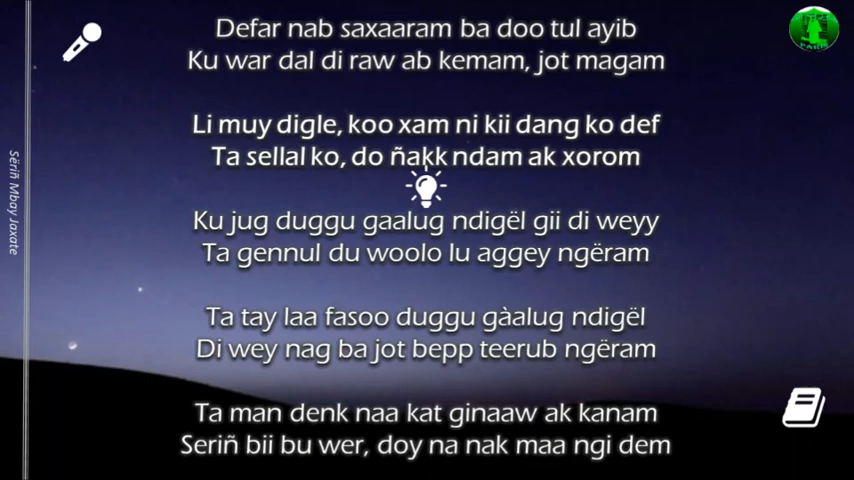 Defar nab saxaaram ba doo tul ayib
Ku war dal di raw ab kemam, jot magam
Li muy digle, koo xam ni kii dang ko def
Ta sellal ko, do ñakk ndam ak xorom
Ku jug duggu gaalug ndigël gii di weyy
Ta gennul du woolo lu aggey ngëram
Ta tay laa fasoo duggu gàalug ndigël
Di wey nag ba jot bepp teerub ngëram
Ta man denk naa kat ginaaw ak kanam
Seriñ bii bu wer, doy na nak maa ngi dem
Sëriñ Mbay Jaxate